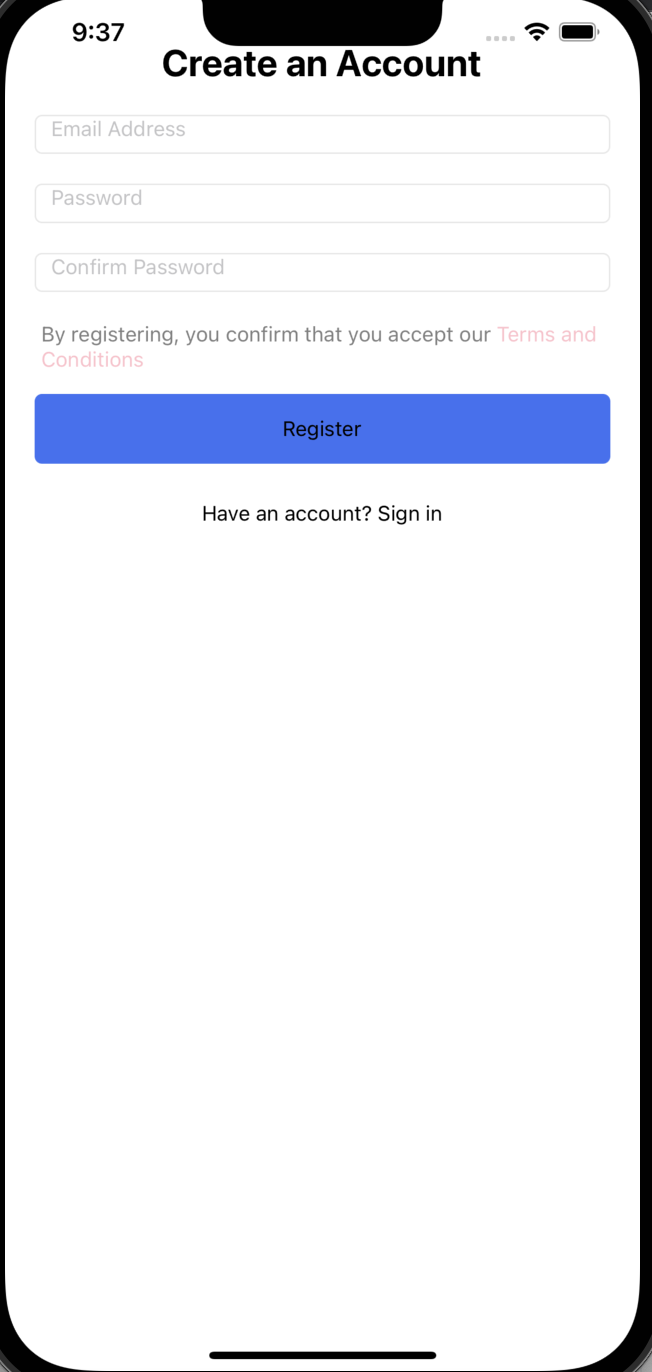 9:37
Create an Account
Email Address
Password
Confirm Password
By registering, you confirm that you accept our Terms and
Conditions
Register
Have an account? Sign in